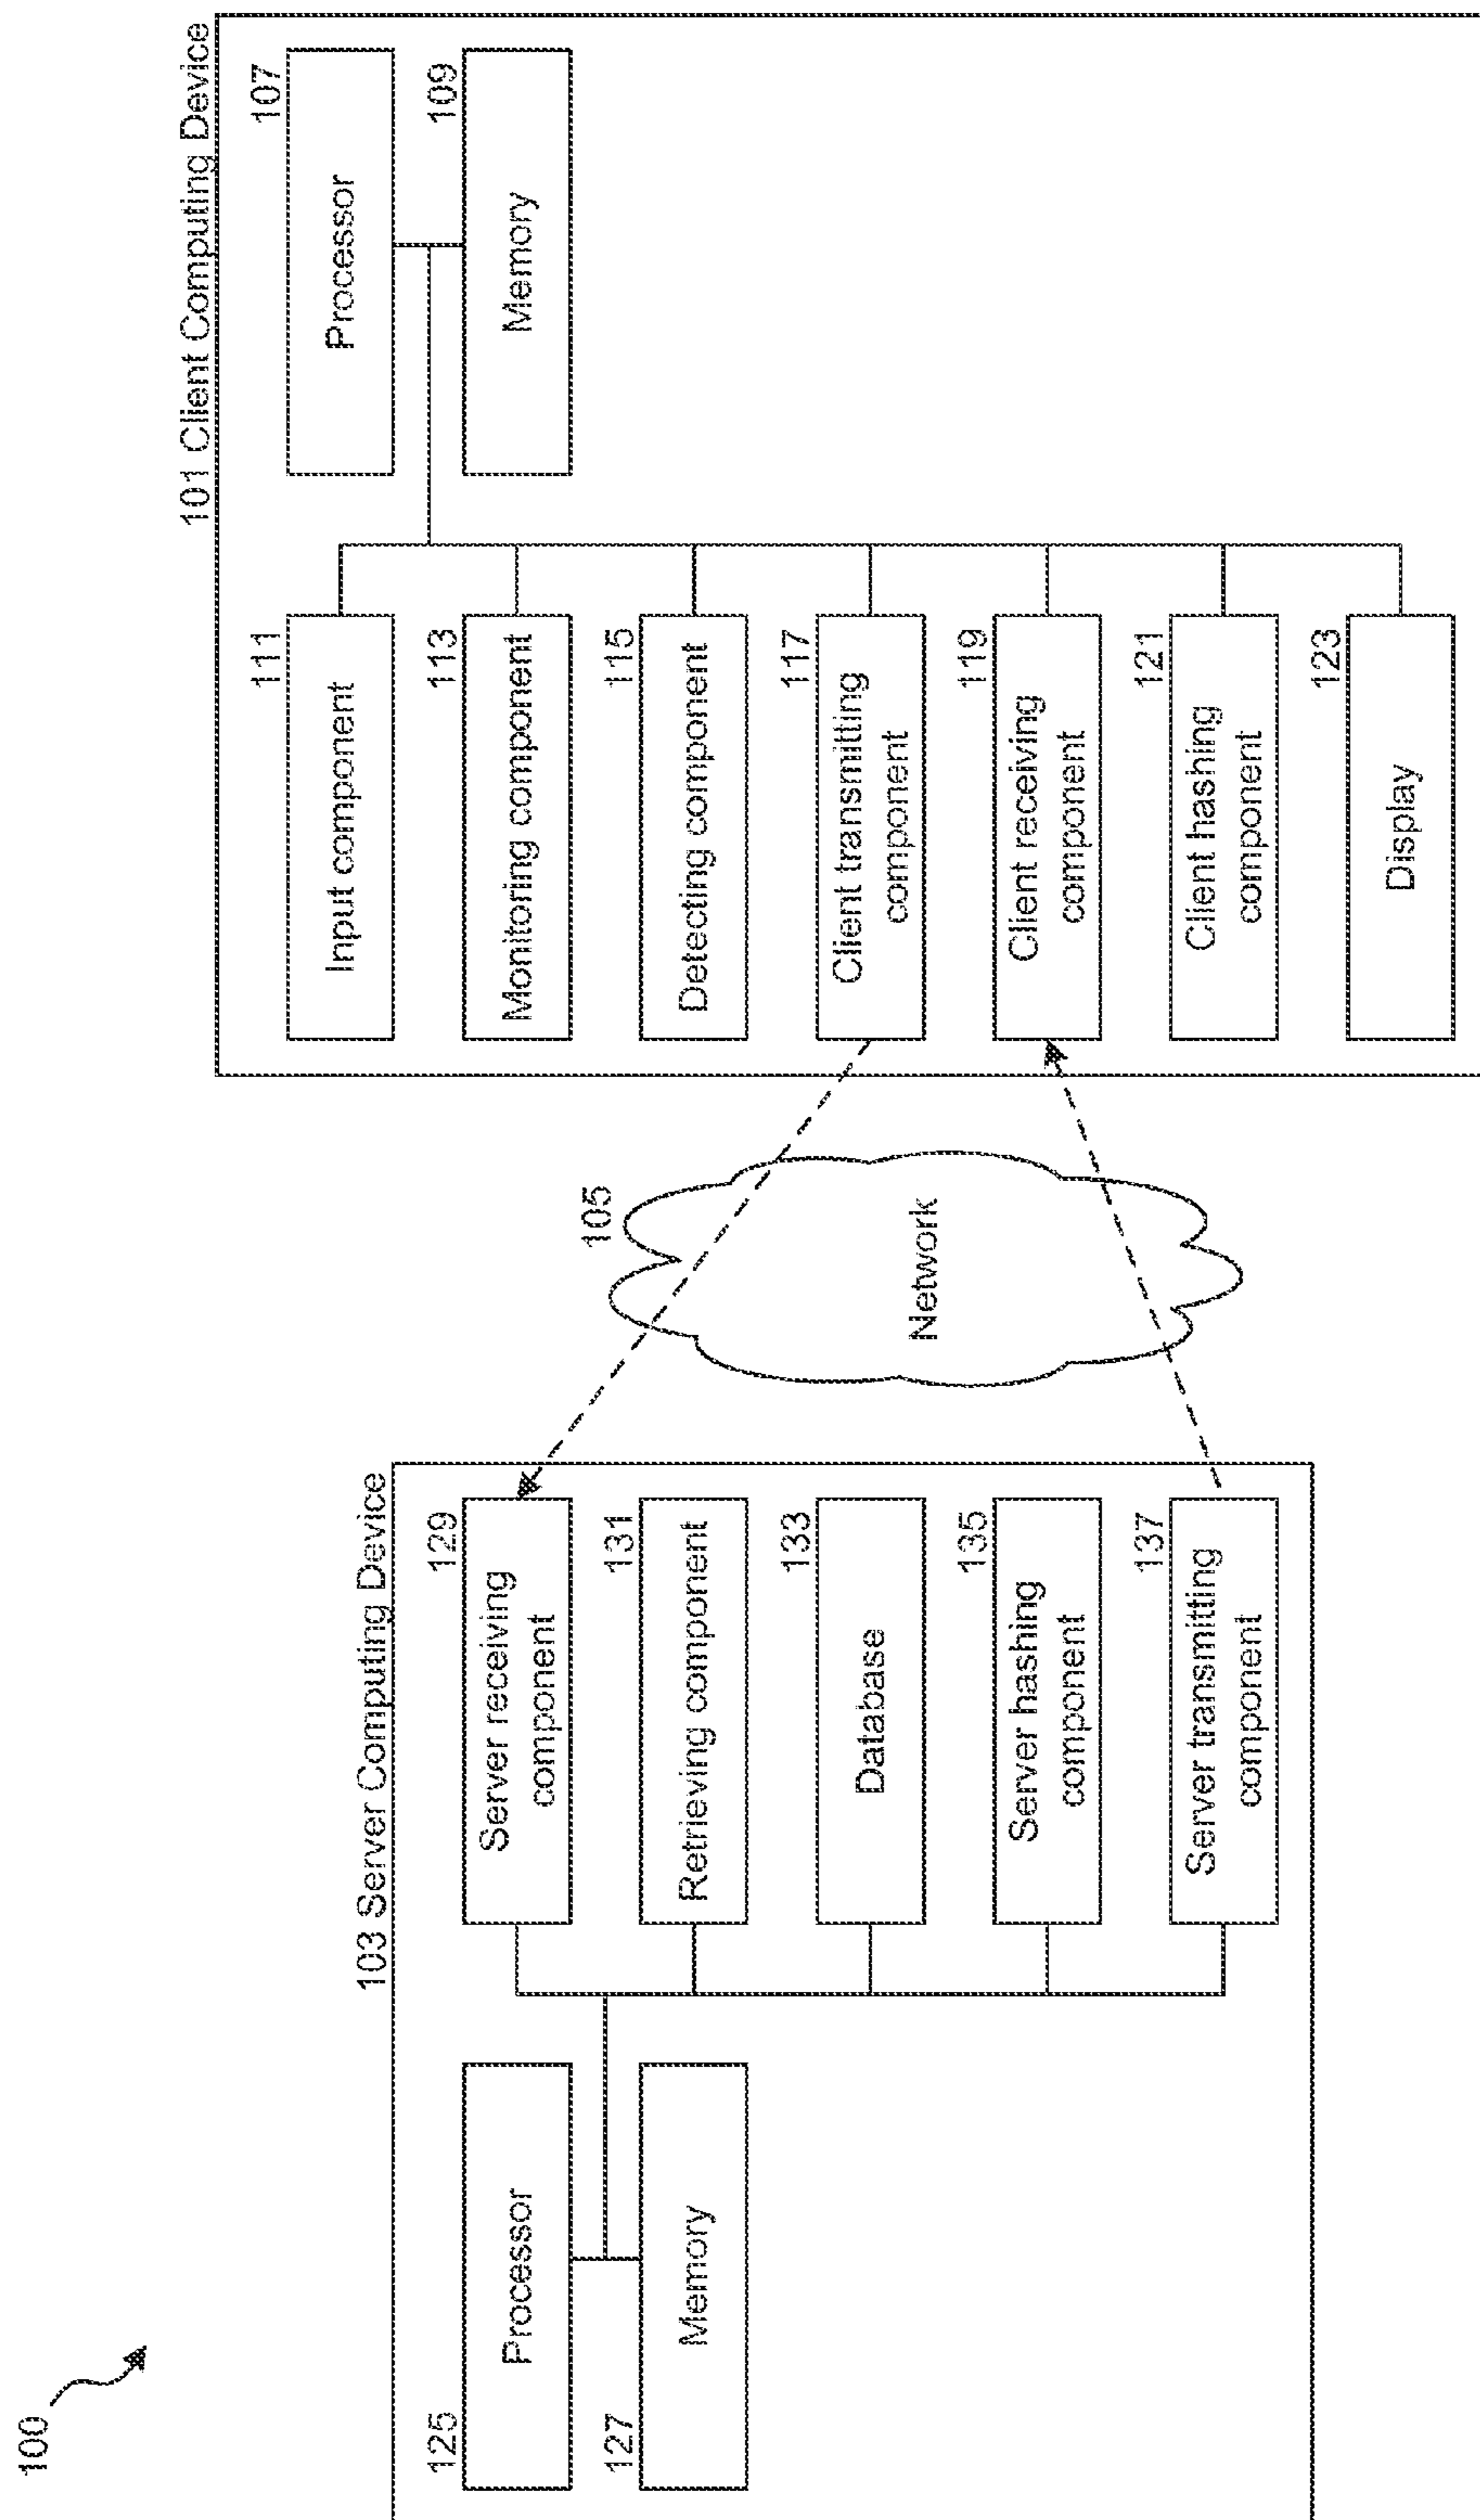 100
103 Server Computing Device
125
Processor
127
Memory
129
Server receiving
component
131
Retrieving component
133
Database
135
Server hashing
component
137
Server transmitting
component
105
Network
101 Client Computing Device
111
Input component
113
Monitoring component
115
Detecting component
117
Client transmitting
component
119
Client receiving
component
121
Client hashing
component
123
Display
107
Processor
109
Memory